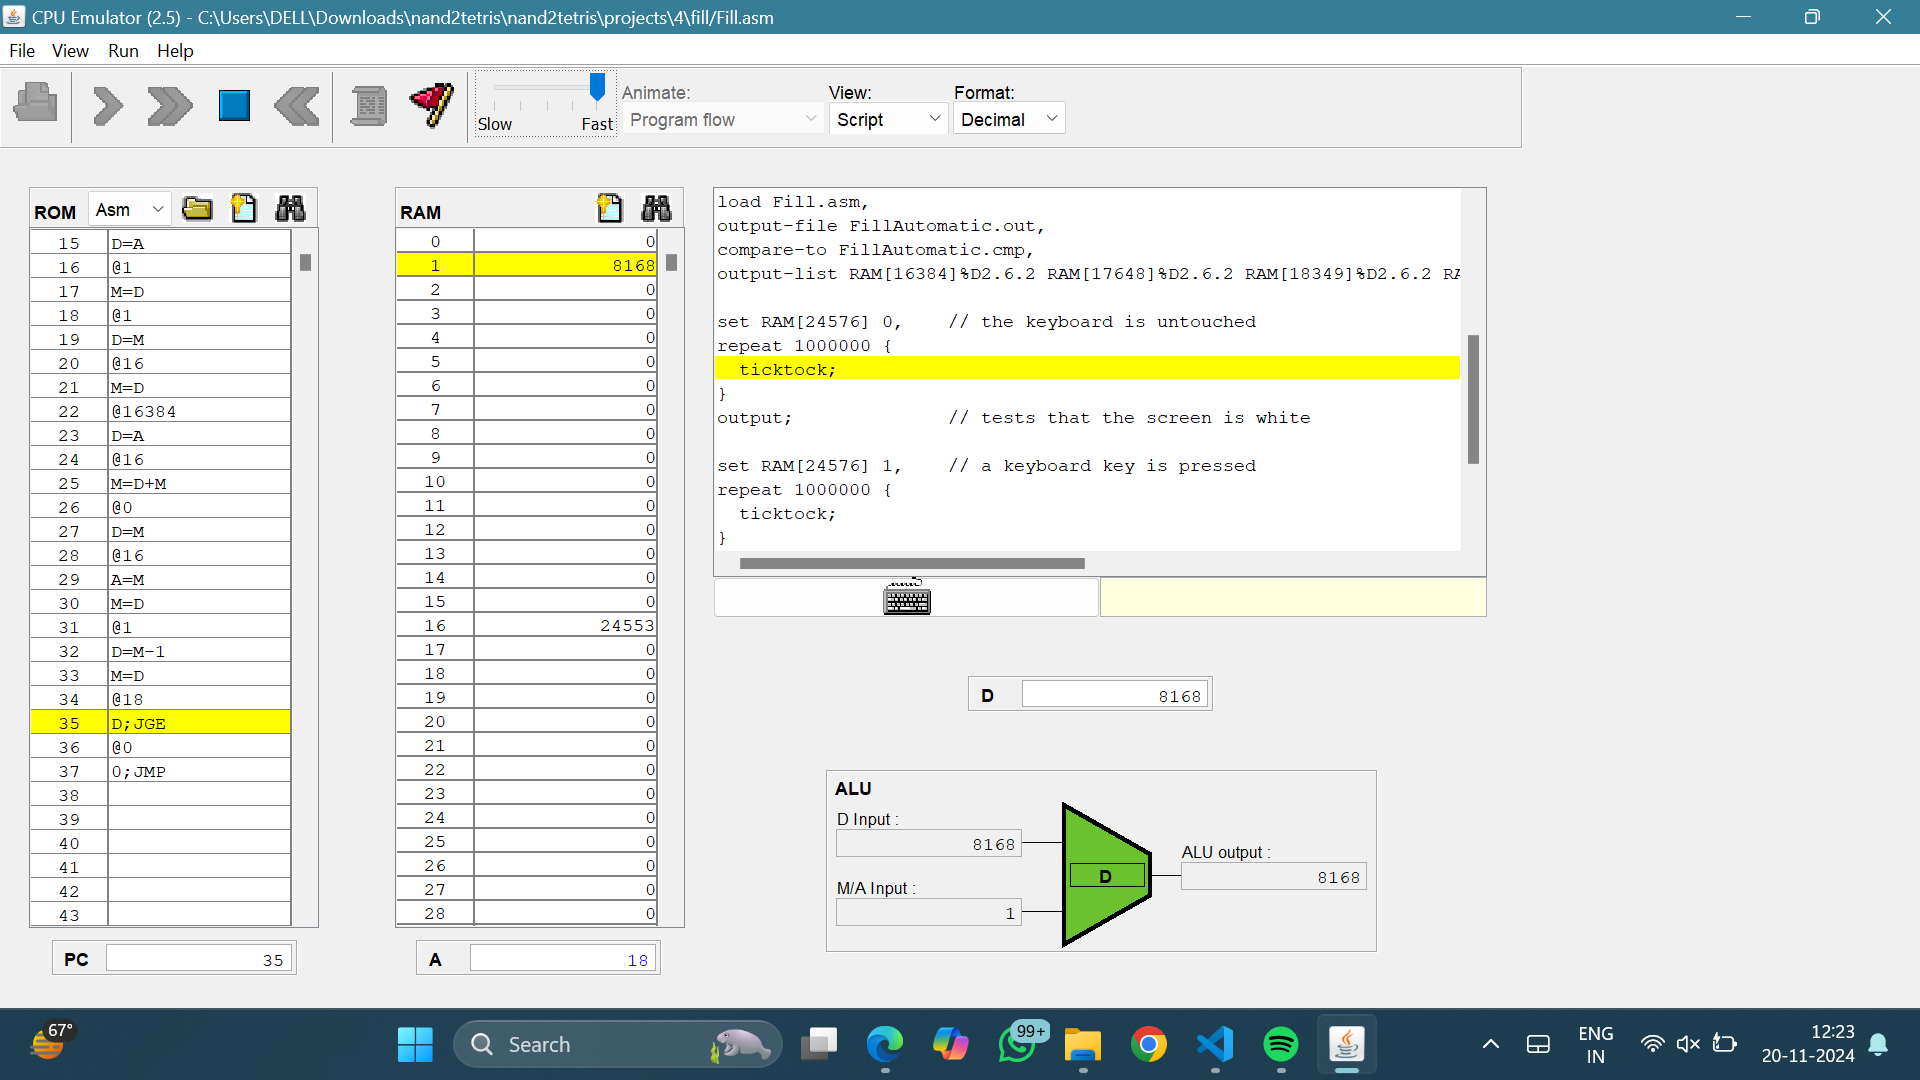 CPU Emulator (2.5) - C:\Users\DELL\Downloads\nand2tetris\nand2tetris\projects\4\fill/Fill.asm
File View Run Help
Animate: View: Format:
Slow Fast Program flow Script Decimal
ROM Asm
15 D=A
16 @1
17 M=D
18 @1
19 D=M
20 @16
21 M=D
22 @16384
23 D=A
24 @16
25 M=D+M
26 @0
27 D=M
28 @16
29 A=M
30 M=D
31 @1
32 D=M-1
33 M=D
34 @18
35 D;JGE
36 @0
37 0;JMP
38
39
40
41
42
43
PC 35
RAM
0 0
1 8168
2 0
3 0
4 0
5 0
6 0
7 0
8 0
9 0
10 0
11 0
12 0
13 0
14 0
15 0
16 24553
17 0
18 0
19 0
20 0
21 0
22 0
23 0
24 0
25 0
26 0
27 0
28 0
A 18
load Fill.asm,
output-file FillAutomatic.out,
compare-to FillAutomatic.cmp,
output-list RAM[16384]%D2.6.2 RAM[17648]%D2.6.2 RAM[18349]%D2.6.2 RA
set RAM[24576] 0, // the keyboard is untouched
repeat 1000000 {
ticktock;
}
output; // tests that the screen is white
set RAM[24576] 1, // a keyboard key is pressed
repeat 1000000 {
ticktock;
}
D 8168
ALU
D Input :
8168
M/A Input :
1
D
ALU output :
8168
67°
Search
99+
ENG
IN
12:23
20-11-2024